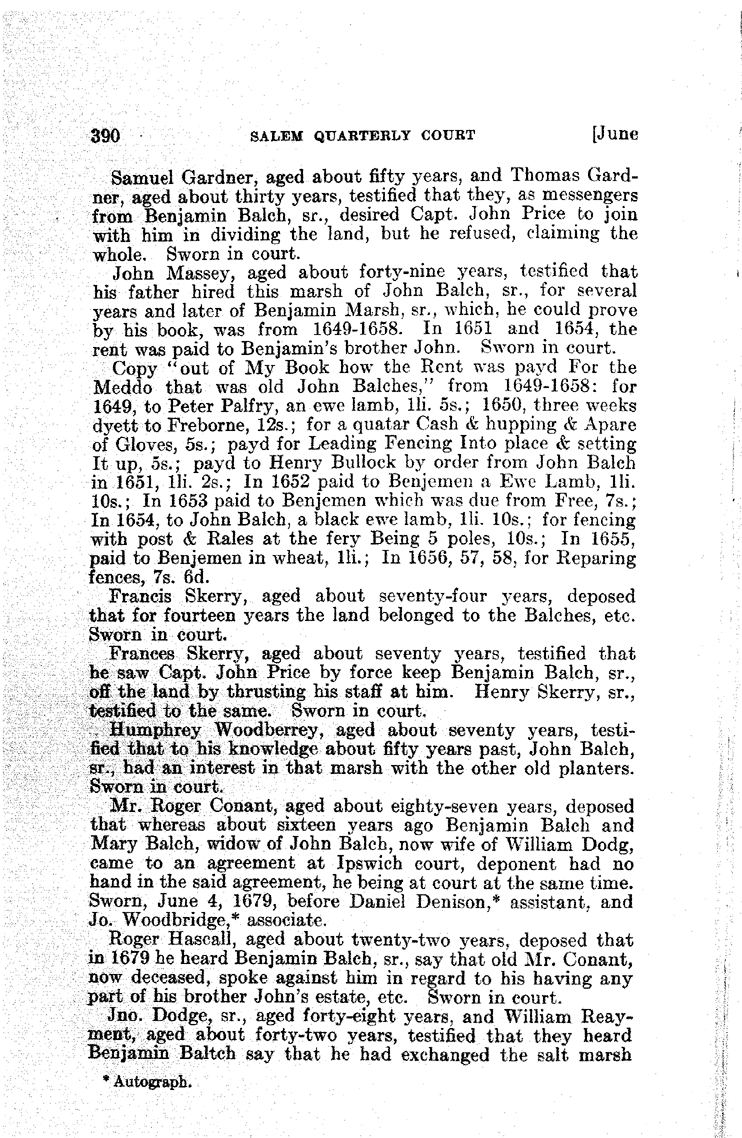 390 SALEM QUARTERLY COURT [June
Samuel Gardner, aged about fifty years, and Thomas Gard-
ner, aged about thirty years, testified that they, as messengers
from Benjamin Balch, sr., desired Capt. John Price to join
with him in dividing the land, but he refused, claiming the
whole. Sworn in court.
John Massey, aged about forty-nine years, testified that
his father hired this marsh of John Balch, sr., for several
years and later of Benjamin Marsh, sr., which, he could prove
by his book, was from 1649-1658. In 1651 and 1654, the
rent was paid to Benjamin's brother John. Sworn in court.
Copy "out of My Book how the Rent was payd For the
Meddo that was old John Balches," from 1649-1658: for
1649, to Peter Palfry, an ewe lamb, 1li. 5s.; 1650, three weeks
dyett to Freborne, 12s.; for a quatar Cash & hupping & Apare
of Gloves, 5s.; payd for Leading Fencing Into place & setting
It up, 5s.; payd to Henry Bullock by order from John Balch
in 1651, 1li. 2s.; In 1652 paid to Benjemen a Ewe Lamb, 1li.
10s.; In 1653 paid to Benjemen which was due from Free, 7s.;
In 1654, to John Balch, a black ewe lamb, 1li. 10s.; for fencing
with post & Rales at the fery Being 5 poles, 10s.; In 1655,
paid to Benjemen in wheat, 1li.; In 1656, 57, 58, for Reparing
fences, 7s. 6d.
Francis Skerry, aged about seventy-four years, deposed
that for fourteen years the land belonged to the Balches, etc.
Sworn in court.
Frances Skerry, aged about seventy years, testified that
he saw Capt. John Price by force keep Benjamin Balch, sr.,
off the land by thrusting his staff at him. Henry Skerry, sr.,
testified to the same. Sworn in court.
Humphrey Woodberrey, aged about seventy years, testi-
fied that to his knowledge about fifty years past, John Balch,
sr., had an interest in that marsh with the other old planters.
Sworn in court.
Mr. Roger Conant, aged about eighty-seven years, deposed
that whereas about sixteen years ago Benjamin Balch and
Mary Balch, widow of John Balch, now wife of William Dodg,
came to an agreement at Ipswich court, deponent had no
hand in the said agreement, he being at court at the same time.
Sworn, June 4, 1679, before Daniel Denison,* assistant, and
Jo. Woodbridge,* associate.
Roger Hascall, aged about twenty-two years, deposed that
in 1679 he heard Benjamin Balch, sr., say that old Mr. Conant,
now deceased, spoke against him in regard to his having any
part of his brother John's estate, etc. Sworn in court.
Jno. Dodge, sr., aged forty-eight years, and William Reay-
ment, aged about forty-two years, testified that they heard
Benjamin Baltch say that he had exchanged the salt marsh
* Autograph.